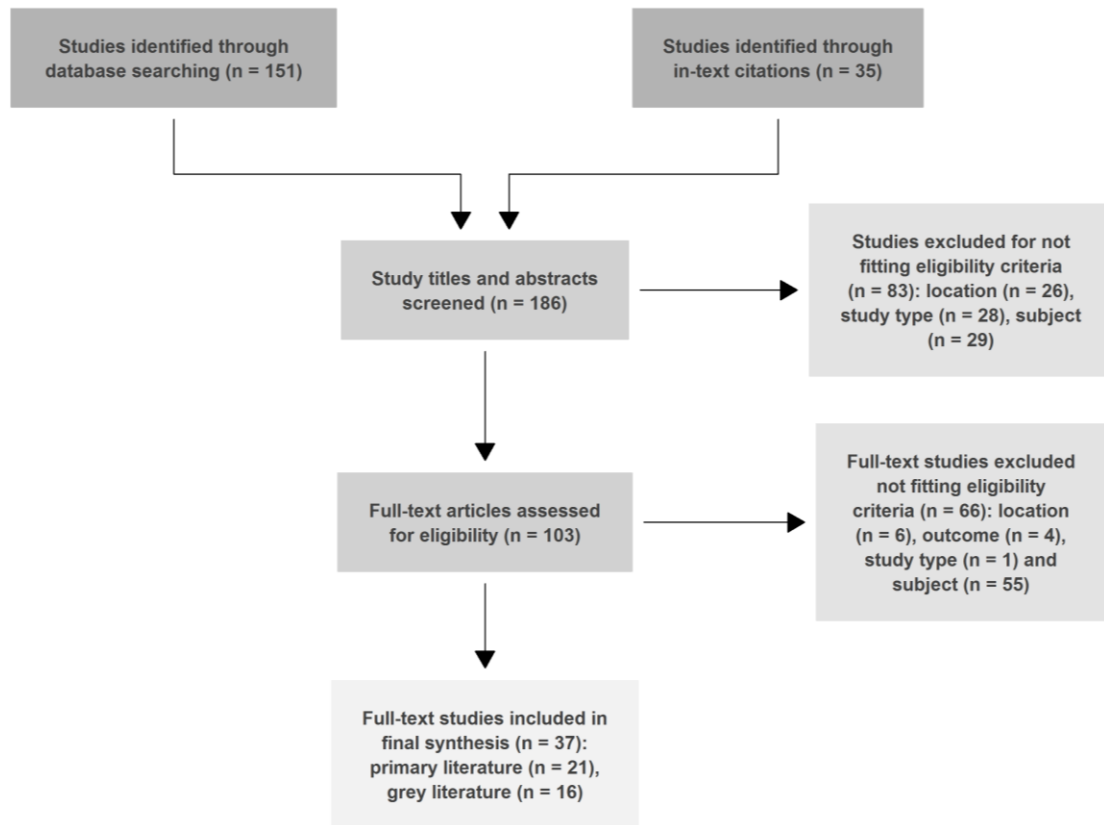 Studies identified through
database searching (n = 151)
Studies identified through
in-text citations (n = 35)
Study titles and abstracts
screened (n = 186)
Studies excluded for not
fitting eligibility criteria
(n = 83): location (n = 26),
study type (n = 28), subject
(n = 29)
Full-text articles assessed
for eligibility (n = 103)
Full-text studies excluded
not fitting eligibility
criteria (n = 66): location
(n = 6), outcome (n = 4),
study type (n = 1) and
subject (n = 55)
Full-text studies included in
final synthesis (n = 37):
primary literature (n = 21),
grey literature (n = 16)